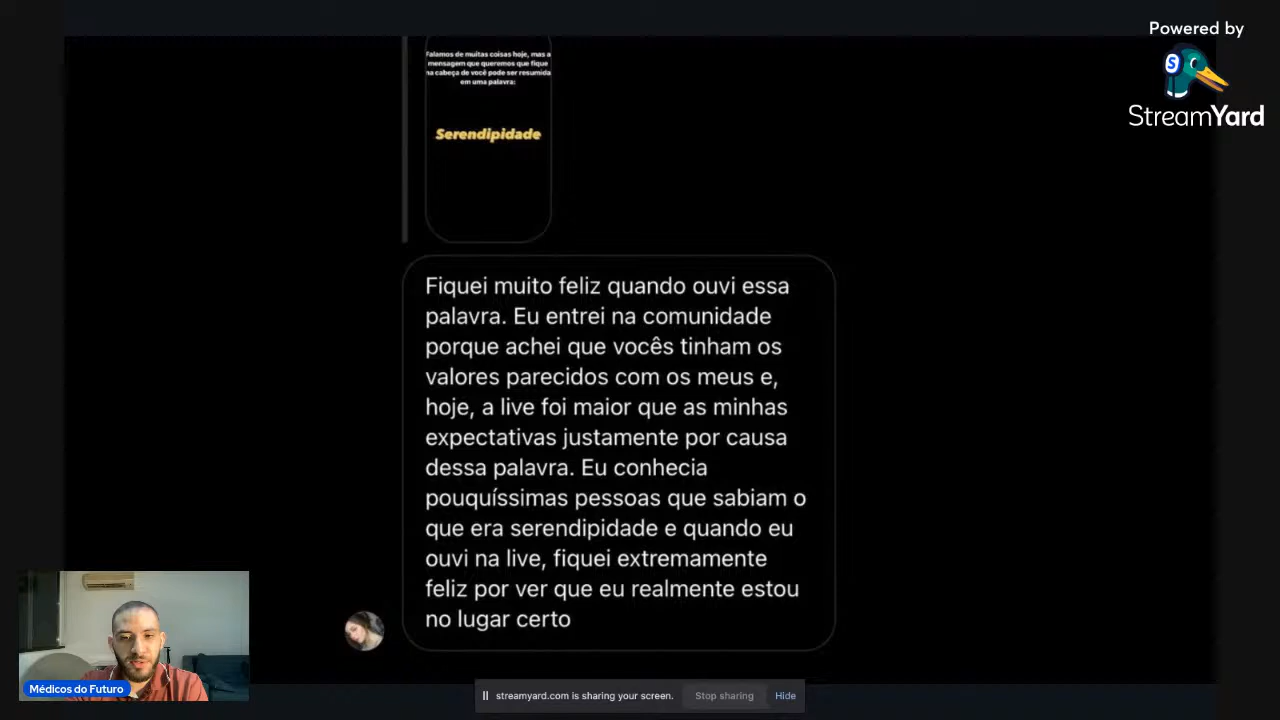 Powered by
StreamYard
Falamos de muitas coisas hoje, mas a
mensagem que queremos que fique
na cabeça de você pode ser resumida
em uma palavra:
Serendipidade
Fiquei muito feliz quando ouvi essa
palavra. Eu entrei na comunidade
porque achei que vocês tinham os
valores parecidos com os meus e,
hoje, a live foi maior que as minhas
expectativas justamente por causa
dessa palavra. Eu conhecia
pouquíssimas pessoas que sabiam o
que era serendipidade e quando eu
ouvi na live, fiquei extremamente
feliz por ver que eu realmente estou
no lugar certo
Médicos do Futuro
streamyard.com is sharing your screen.
Stop sharing
Hide